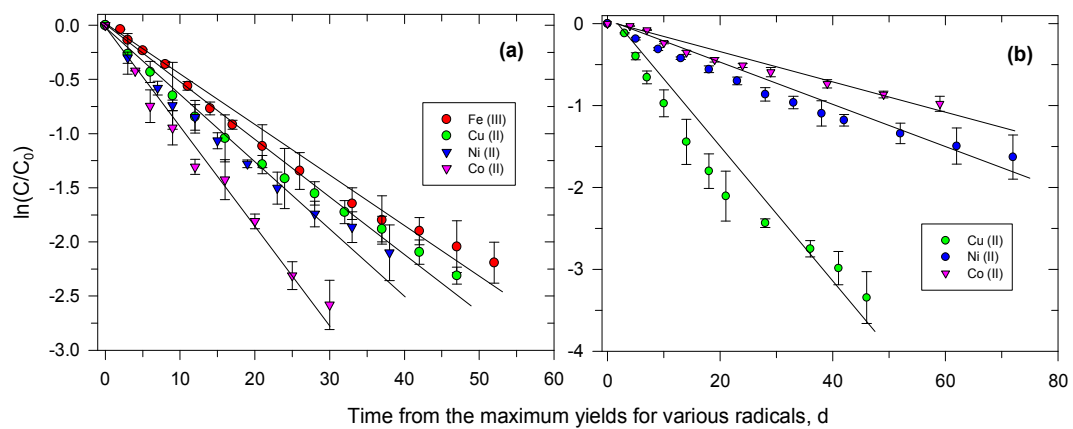 (a)
Fe (III)
Cu (II)
Ni (II)
Co (II)
ln(C/C0)
0.0
-0.5
-1.0
-1.5
-2.0
-2.5
-3.0
0 10 20 30 40 50 60
(b)
Cu (II)
Ni (II)
Co (II)
0
-1
-2
-3
-4
0 20 40 60 80
Time from the maximum yields for various radicals, d